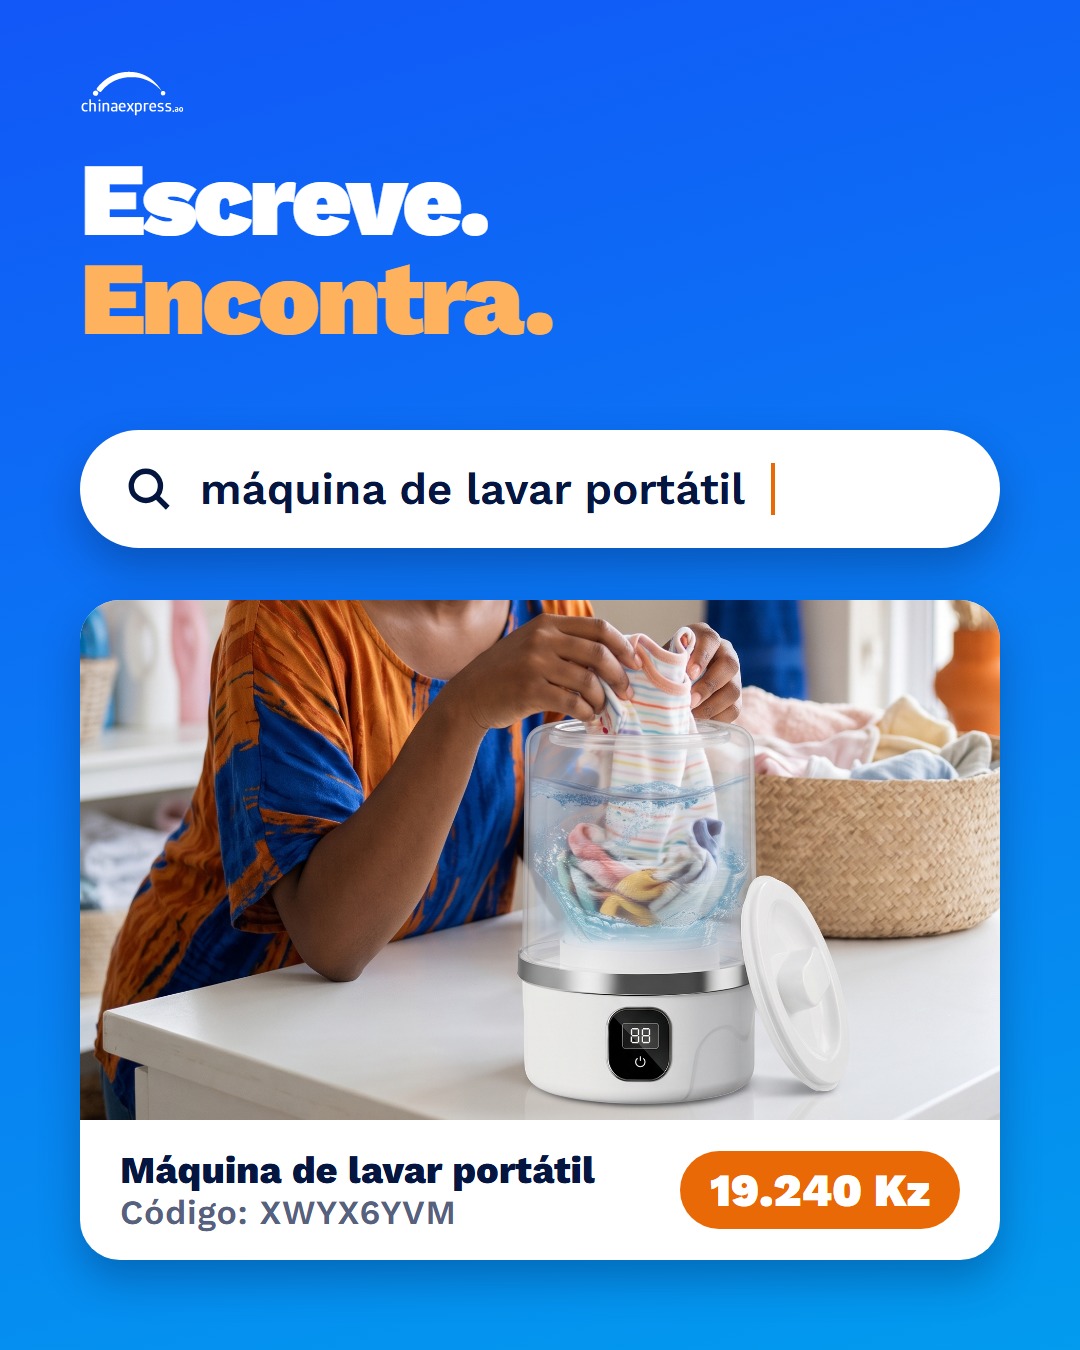 chinaexpress.ao
Escreve.
Encontra.
máquina de lavar portátil
88
Máquina de lavar portátil
Código: XWYX6YVM
19.240 Kz